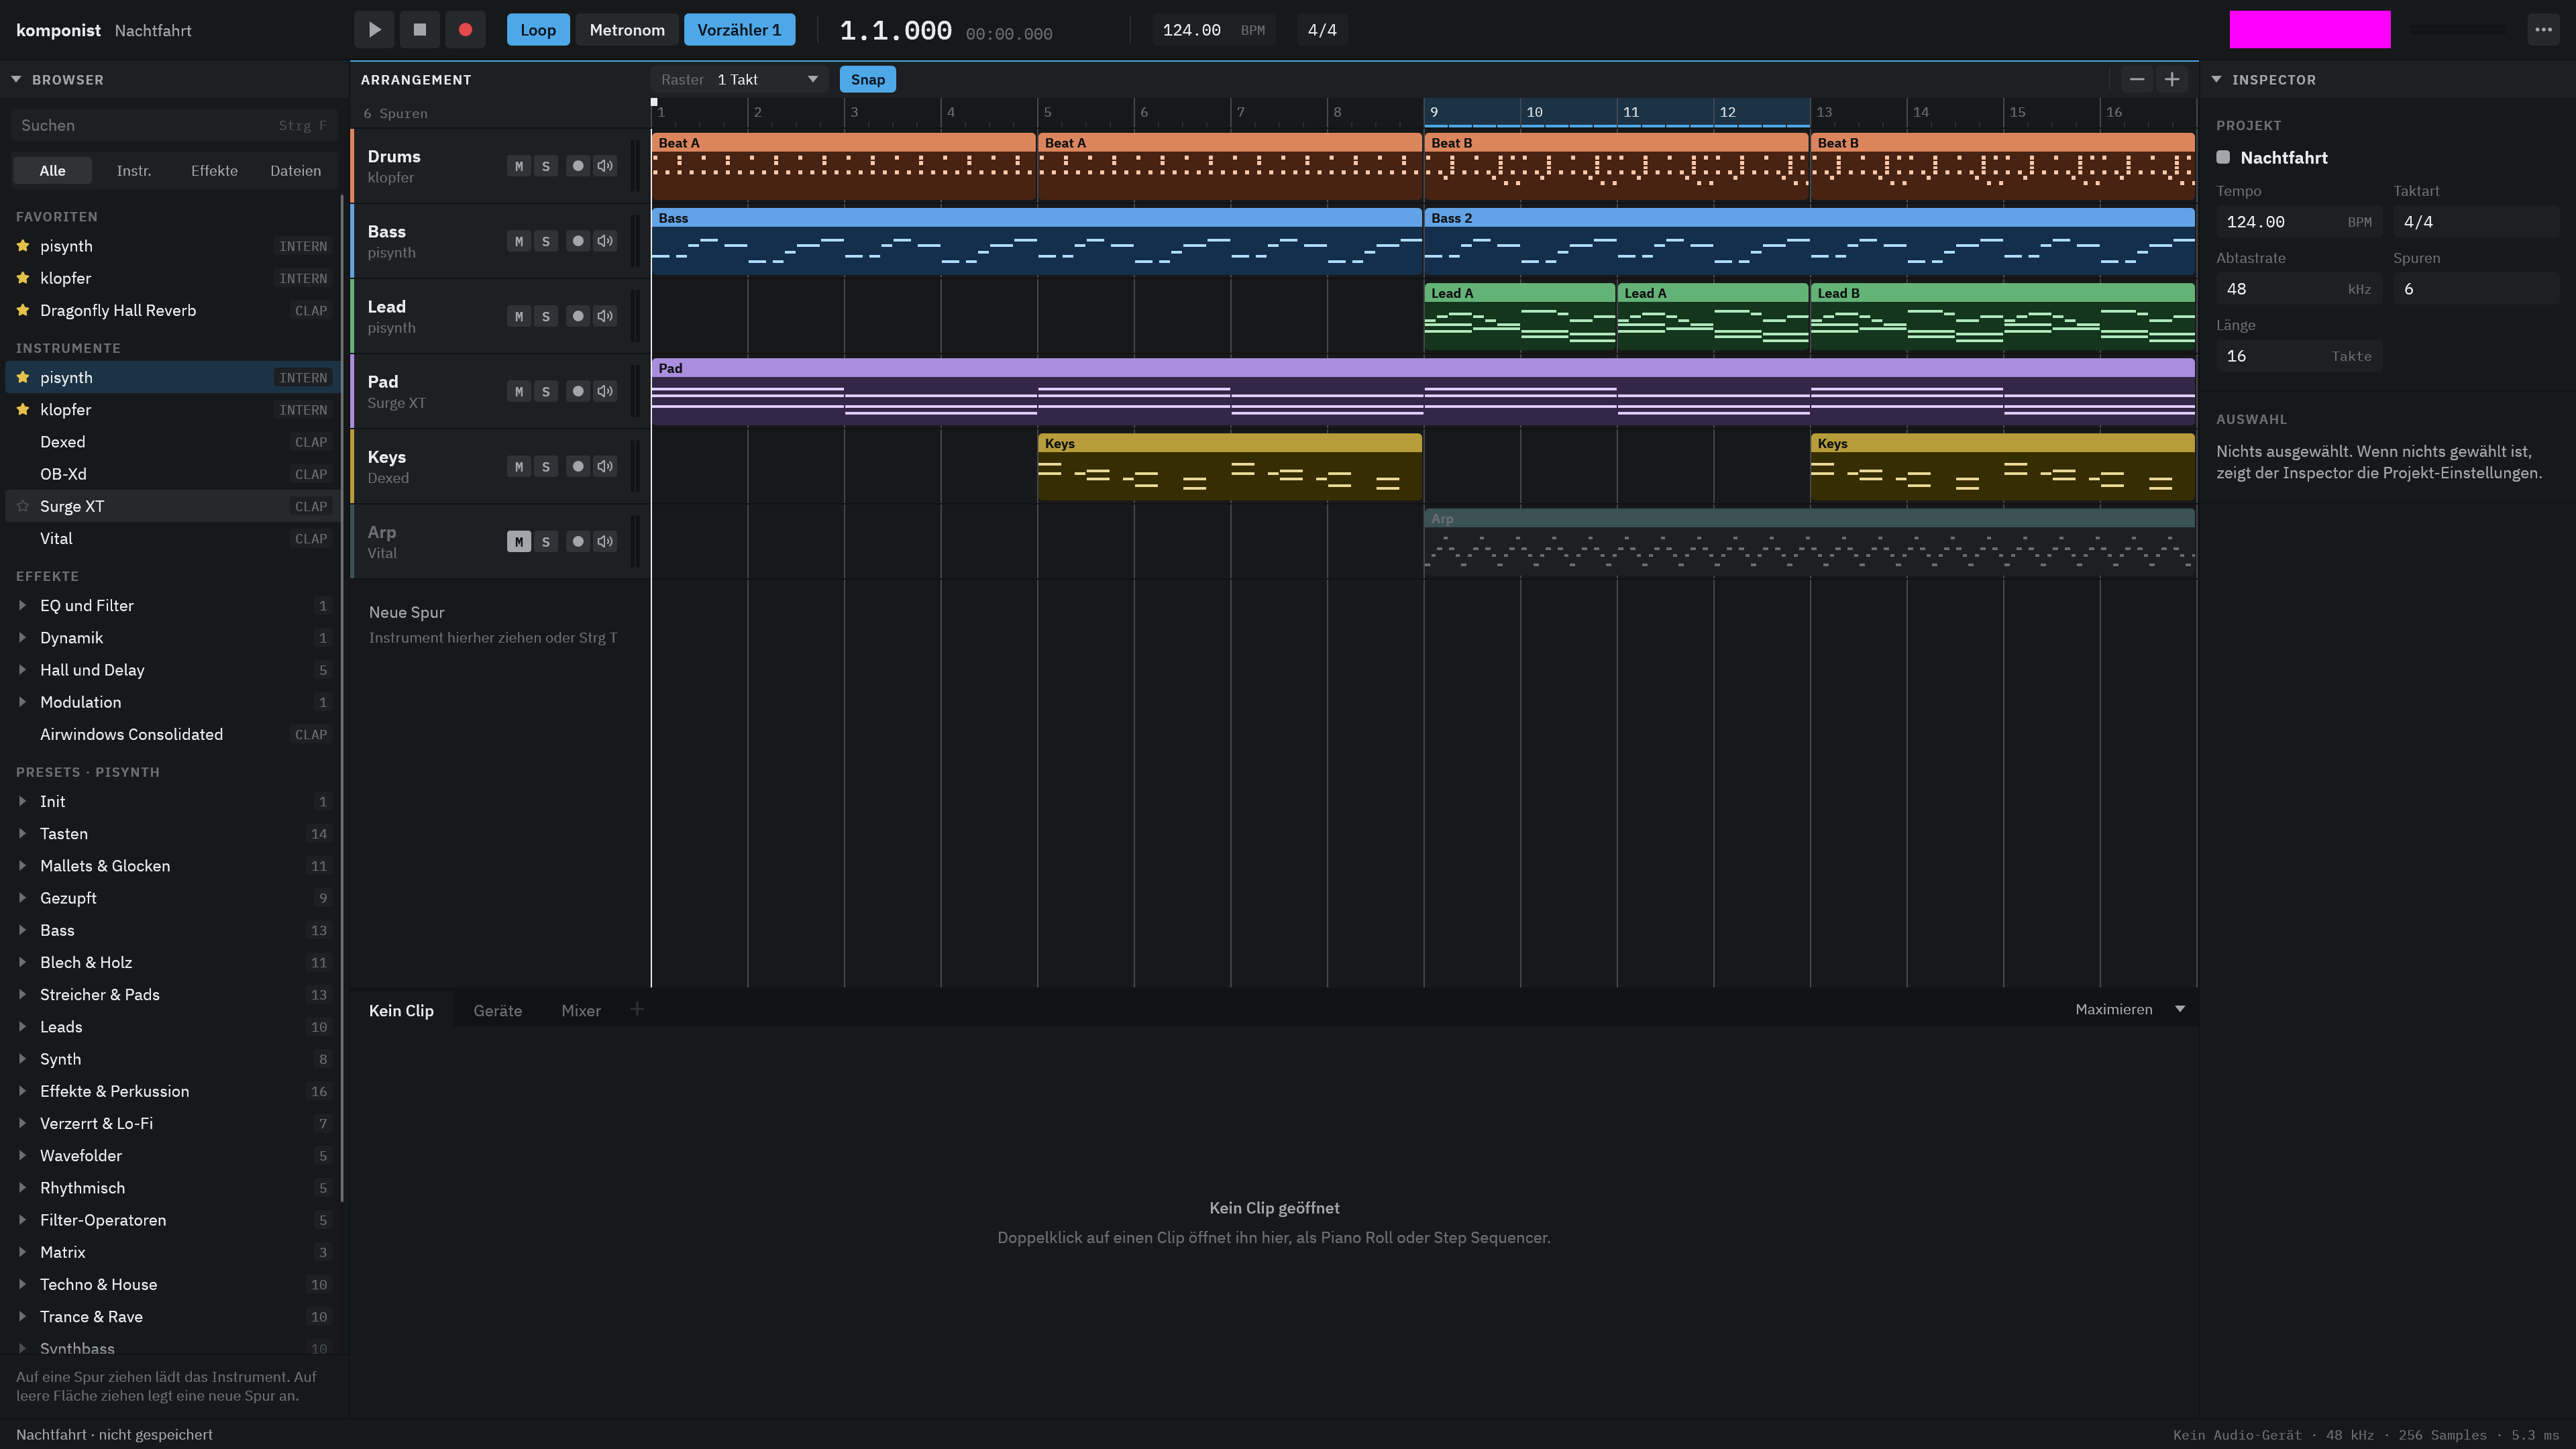 komponist Nachtfahrt
Loop Metronom Vorzähler 1
1.1.000 00:00.000
124.00 BPM 4/4
BROWSER
Suchen Strg F
Alle Instr. Effekte Dateien
FAVORITEN
pisynth INTERN
klopfer INTERN
Dragonfly Hall Reverb CLAP
INSTRUMENTE
pisynth INTERN
klopfer INTERN
Dexed CLAP
OB-Xd CLAP
Surge XT CLAP
Vital CLAP
EFFEKTE
EQ und Filter 1
Dynamik 1
Hall und Delay 5
Modulation 1
Airwindows Consolidated CLAP
PRESETS · PISYNTH
Init 1
Tasten 14
Mallets & Glocken 11
Gezupft 9
Bass 13
Blech & Holz 11
Streicher & Pads 13
Leads 10
Synth 8
Effekte & Perkussion 16
Verzerrt & Lo-Fi 7
Wavefolder 5
Rhythmisch 5
Filter-Operatoren 5
Matrix 3
Techno & House 10
Trance & Rave 10
Synthbass 10
Auf eine Spur ziehen lädt das Instrument. Auf
leere Fläche ziehen legt eine neue Spur an.
ARRANGEMENT
Raster 1 Takt Snap
6 Spuren
1 2 3 4 5 6 7 8 9 10 11 12 13 14 15 16
Drums
klopfer
M S
Beat A Beat A Beat B Beat B
Bass
pisynth
M S
Bass Bass 2
Lead
pisynth
M S
Lead A Lead A Lead B
Pad
Surge XT
M S
Pad
Keys
Dexed
M S
Keys Keys
Arp
Vital
M S
Arp
Neue Spur
Instrument hierher ziehen oder Strg T
Kein Clip Geräte Mixer
Maximieren
Kein Clip geöffnet
Doppelklick auf einen Clip öffnet ihn hier, als Piano Roll oder Step Sequencer.
INSPECTOR
PROJEKT
Nachtfahrt
Tempo Taktart
124.00 BPM 4/4
Abtastrate Spuren
48 kHz 6
Länge
16 Takte
AUSWAHL
Nichts ausgewählt. Wenn nichts gewählt ist,
zeigt der Inspector die Projekt-Einstellungen.
Nachtfahrt · nicht gespeichert
Kein Audio-Gerät · 48 kHz · 256 Samples · 5.3 ms